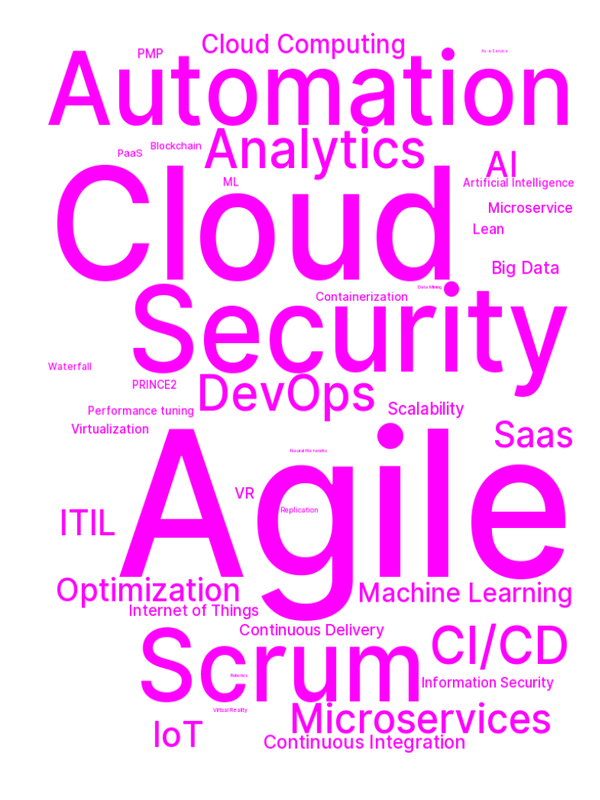 Cloud Computing
PMP
As-a-Service
Automation
Analytics
Blockchain
PaaS
AI
ML
Artificial Intelligence
Cloud
Microservice
Lean
Big Data
Data Mining
Containerization
Security
Waterfall
PRINCE2
DevOps
Scalability
Performance tuning
Virtualization
Saas
Neural Networks
Agile
VR
Replication
ITIL
Optimization
Machine Learning
Internet of Things
Continuous Delivery
CI/CD
Scrum
Robotics
Information Security
Virtual Reality
Microservices
IoT
Continuous Integration